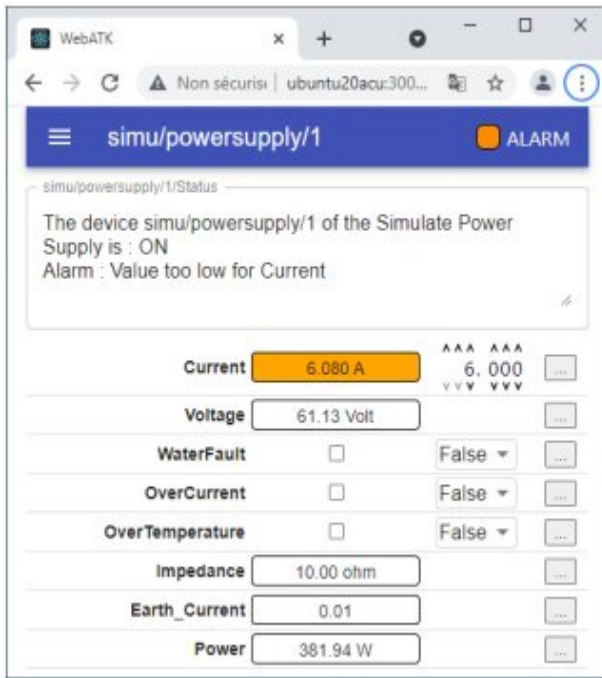 WebATK
Non sécuris ubuntu20acu:300...
simu/powersupply/1 ALARM
simu/powersupply/1/Status
The device simu/powersupply/1 of the Simulate Power
Supply is : ON
Alarm : Value too low for Current
Current 6.080 A 6. 000 ...
Voltage 61.13 Volt ...
WaterFault False ...
OverCurrent False ...
OverTemperature False ...
Impedance 10.00 ohm ...
Earth_Current 0.01 ...
Power 381.94 W ...